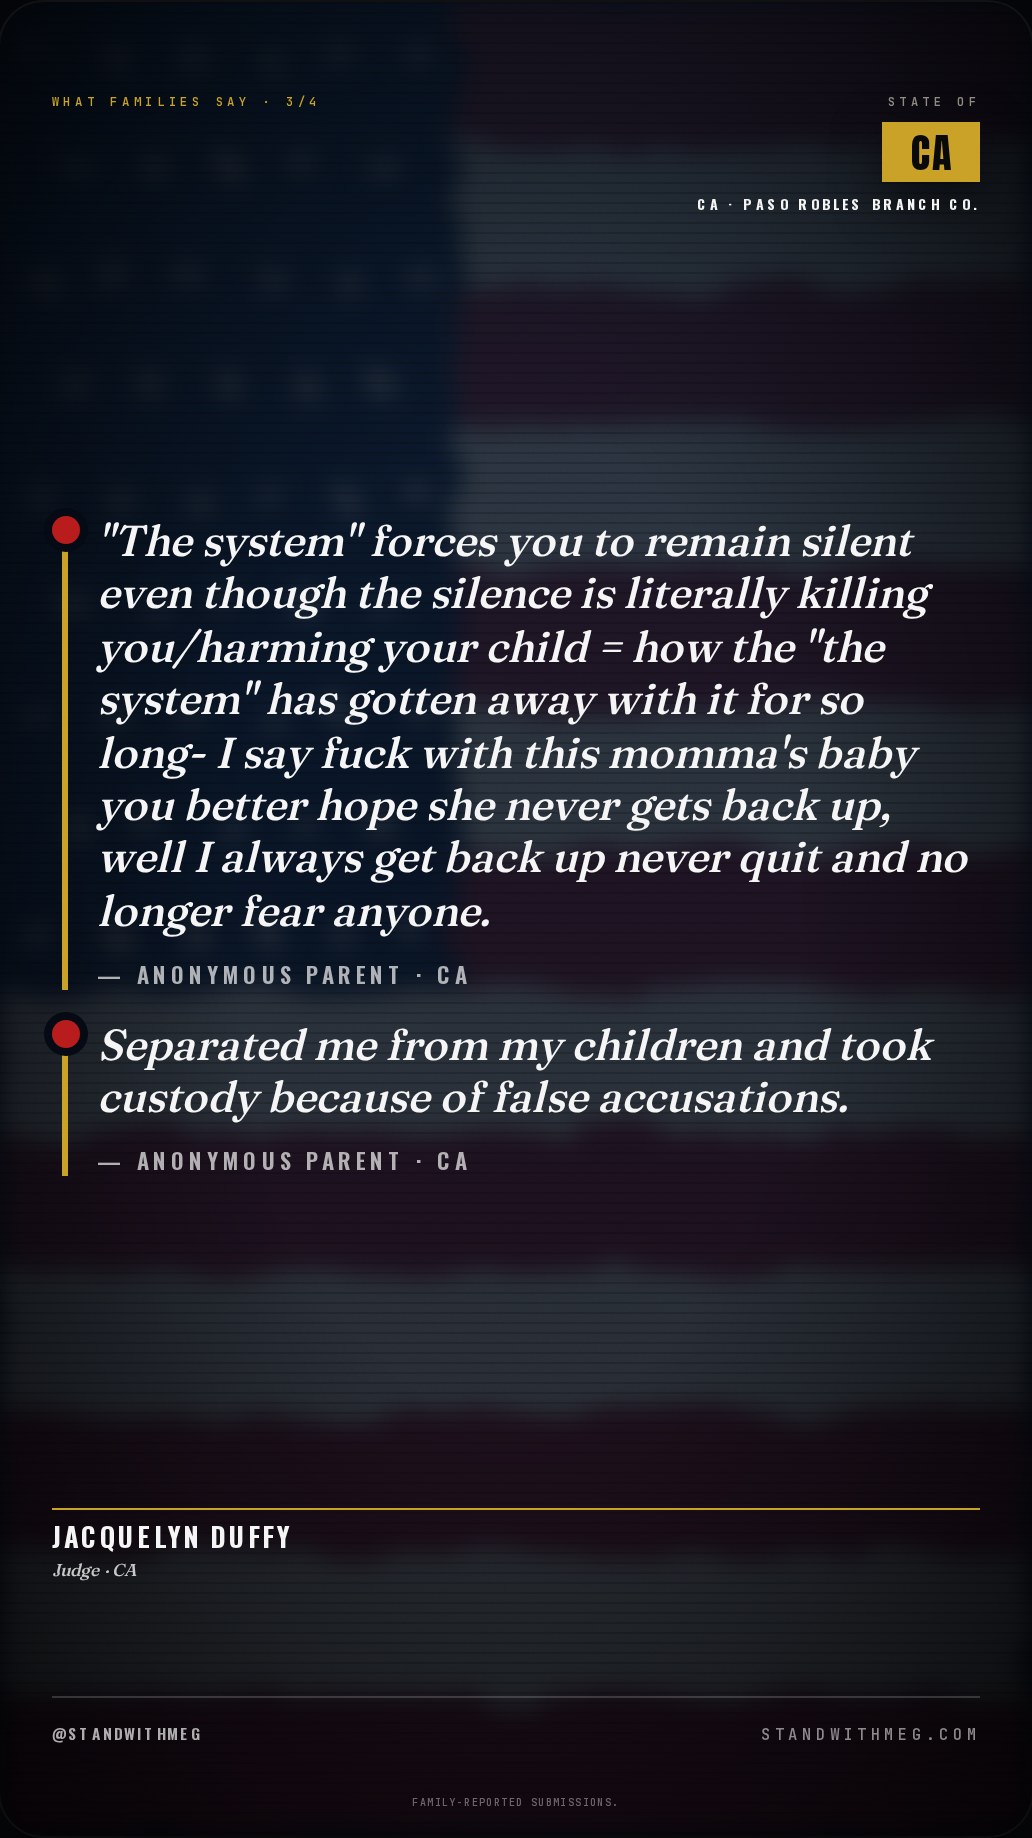 WHAT FAMILIES SAY · 3/4
STATE OF
CA
CA · PASO ROBLES BRANCH CO.
"The system" forces you to remain silent
even though the silence is literally killing
you/harming your child = how the "the
system" has gotten away with it for so
long- I say fuck with this momma's baby
you better hope she never gets back up,
well I always get back up never quit and no
longer fear anyone.
— ANONYMOUS PARENT · CA
Separated me from my children and took
custody because of false accusations.
— ANONYMOUS PARENT · CA
JACQUELYN DUFFY
Judge · CA
@STANDWITHMEG
STANDWITHMEG.COM
FAMILY-REPORTED SUBMISSIONS.